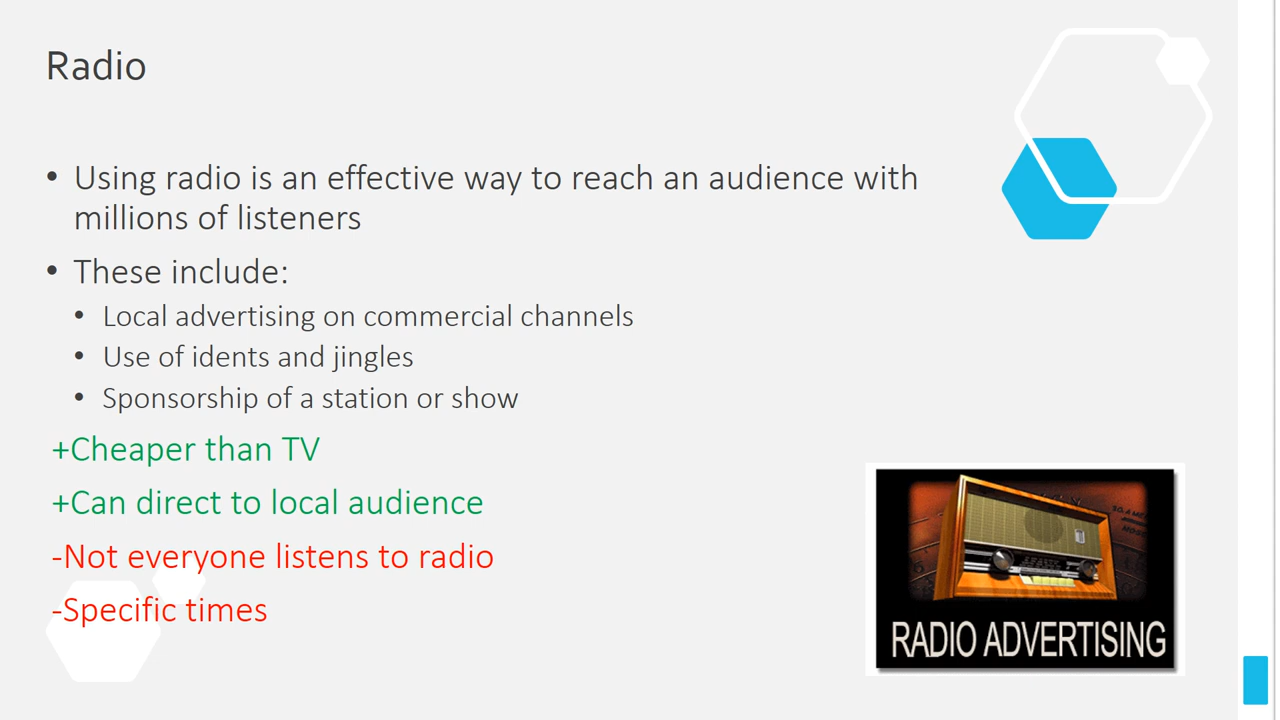 Radio
• Using radio is an effective way to reach an audience with
millions of listeners
• These include:
• Local advertising on commercial channels
• Use of idents and jingles
• Sponsorship of a station or show
+Cheaper than TV
+Can direct to local audience
-Not everyone listens to radio
-Specific times
RADIO ADVERTISING